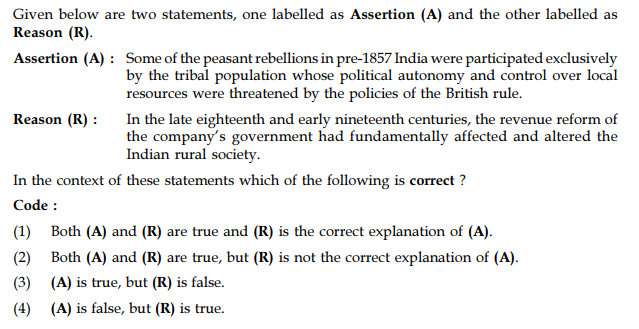 Given below are two statements, one labelled as Assertion (A) and the other labelled as
Reason (R).
Assertion (A) : Some of the peasant rebellions in pre-1857 India were participated exclusively
by the tribal population whose political autonomy and control over local
resources were threatened by the policies of the British rule.
Reason (R) : In the late eighteenth and early nineteenth centuries, the revenue reform of
the company's government had fundamentally affected and altered the
Indian rural society.
In the context of these statements which of the following is correct ?
Code :
(1) Both (A) and (R) are true and (R) is the correct explanation of (A).
(2) Both (A) and (R) are true, but (R) is not the correct explanation of (A).
(3) (A) is true, but (R) is false.
(4) (A) is false, but (R) is true.